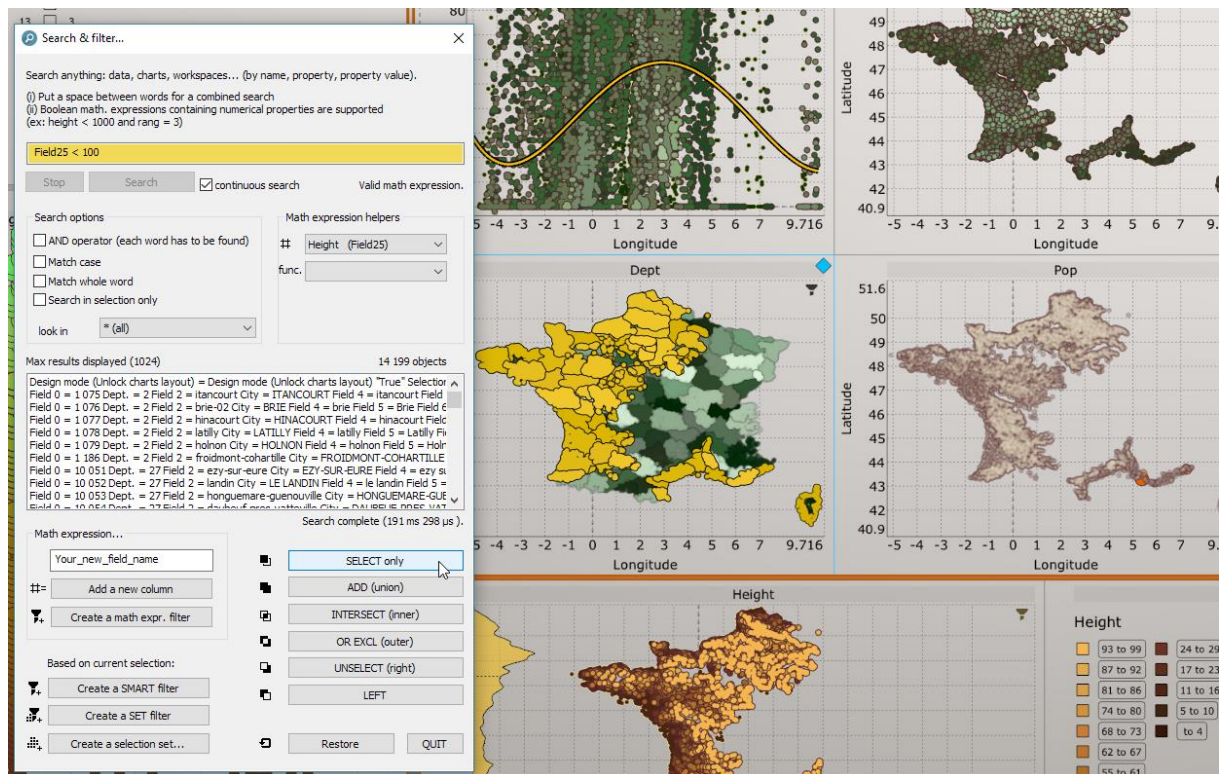 13 3
Search & filter...
Search anything: data, charts, workspaces... (by name, property, property value).
(i) Put a space between words for a combined search
(ii) Boolean math. expressions containing numerical properties are supported
(ex: height < 1000 and rang = 3)
Field25 < 100
Stop Search continuous search Valid math expression.
Search options
AND operator (each word has to be found)
Match case
Match whole word
Search in selection only
look in * (all)
Math expression helpers
# Height (Field25)
func.
Max results displayed (1024) 14 199 objects
Design mode (Unlock charts layout) = Design mode (Unlock charts layout) "True" Selection
Field 0 = 1 075 Dept. = 2 Field 2 = itancourt City = ITANCOURT Field 4 = itancourt Field
Field 0 = 1 076 Dept. = 2 Field 2 = brie-02 City = BRIE Field 4 = brie Field 5 = Brie Field 6
Field 0 = 1 077 Dept. = 2 Field 2 = hinacourt City = HINACOURT Field 4 = hinacourt Field
Field 0 = 1 078 Dept. = 2 Field 2 = latilly City = LATILLY Field 4 = latilly Field 5 = Latilly Fi
Field 0 = 1 079 Dept. = 2 Field 2 = holnon City = HOLNON Field 4 = holnon Field 5 = Holn
Field 0 = 1 186 Dept. = 2 Field 2 = froidmont-cohartille City = FROIDMONT-COHARTILLE
Field 0 = 10 051 Dept. = 27 Field 2 = ezy-sur-eure City = EZY-SUR-EURE Field 4 = ezy su
Field 0 = 10 052 Dept. = 27 Field 2 = landin City = LE LANDIN Field 4 = le landin Field 5 =
Field 0 = 10 053 Dept. = 27 Field 2 = honguemare-guenouville City = HONGUEMARE-GUE
Search complete (191 ms 298 µs ).
Math expression...
Your_new_field_name
#= Add a new column
Create a math expr. filter
Based on current selection:
Create a SMART filter
Create a SET filter
Create a selection set...
SELECT only
ADD (union)
INTERSECT (inner)
OR EXCL (outer)
UNSELECT (right)
LEFT
Restore QUIT
80
5 -4 -3 -2 -1 0 1 2 3 4 5 6 7 9.716
Longitude
49
48
47
46
45
44
43
42
40.9
Latitude
-5 -4 -3 -2 -1 0 1 2 3 4 5 6 7 9.
Longitude
Dept
5 -4 -3 -2 -1 0 1 2 3 4 5 6 7 9.716
Longitude
Pop
51.6
50
49
48
47
46
45
44
43
42
40.9
Latitude
-5 -4 -3 -2 -1 0 1 2 3 4 5 6 7 9.
Longitude
Height
Height
93 to 99 24 to 29
87 to 92 17 to 23
81 to 86 11 to 16
74 to 80 5 to 10
68 to 73 to 4
62 to 67
55 to 61